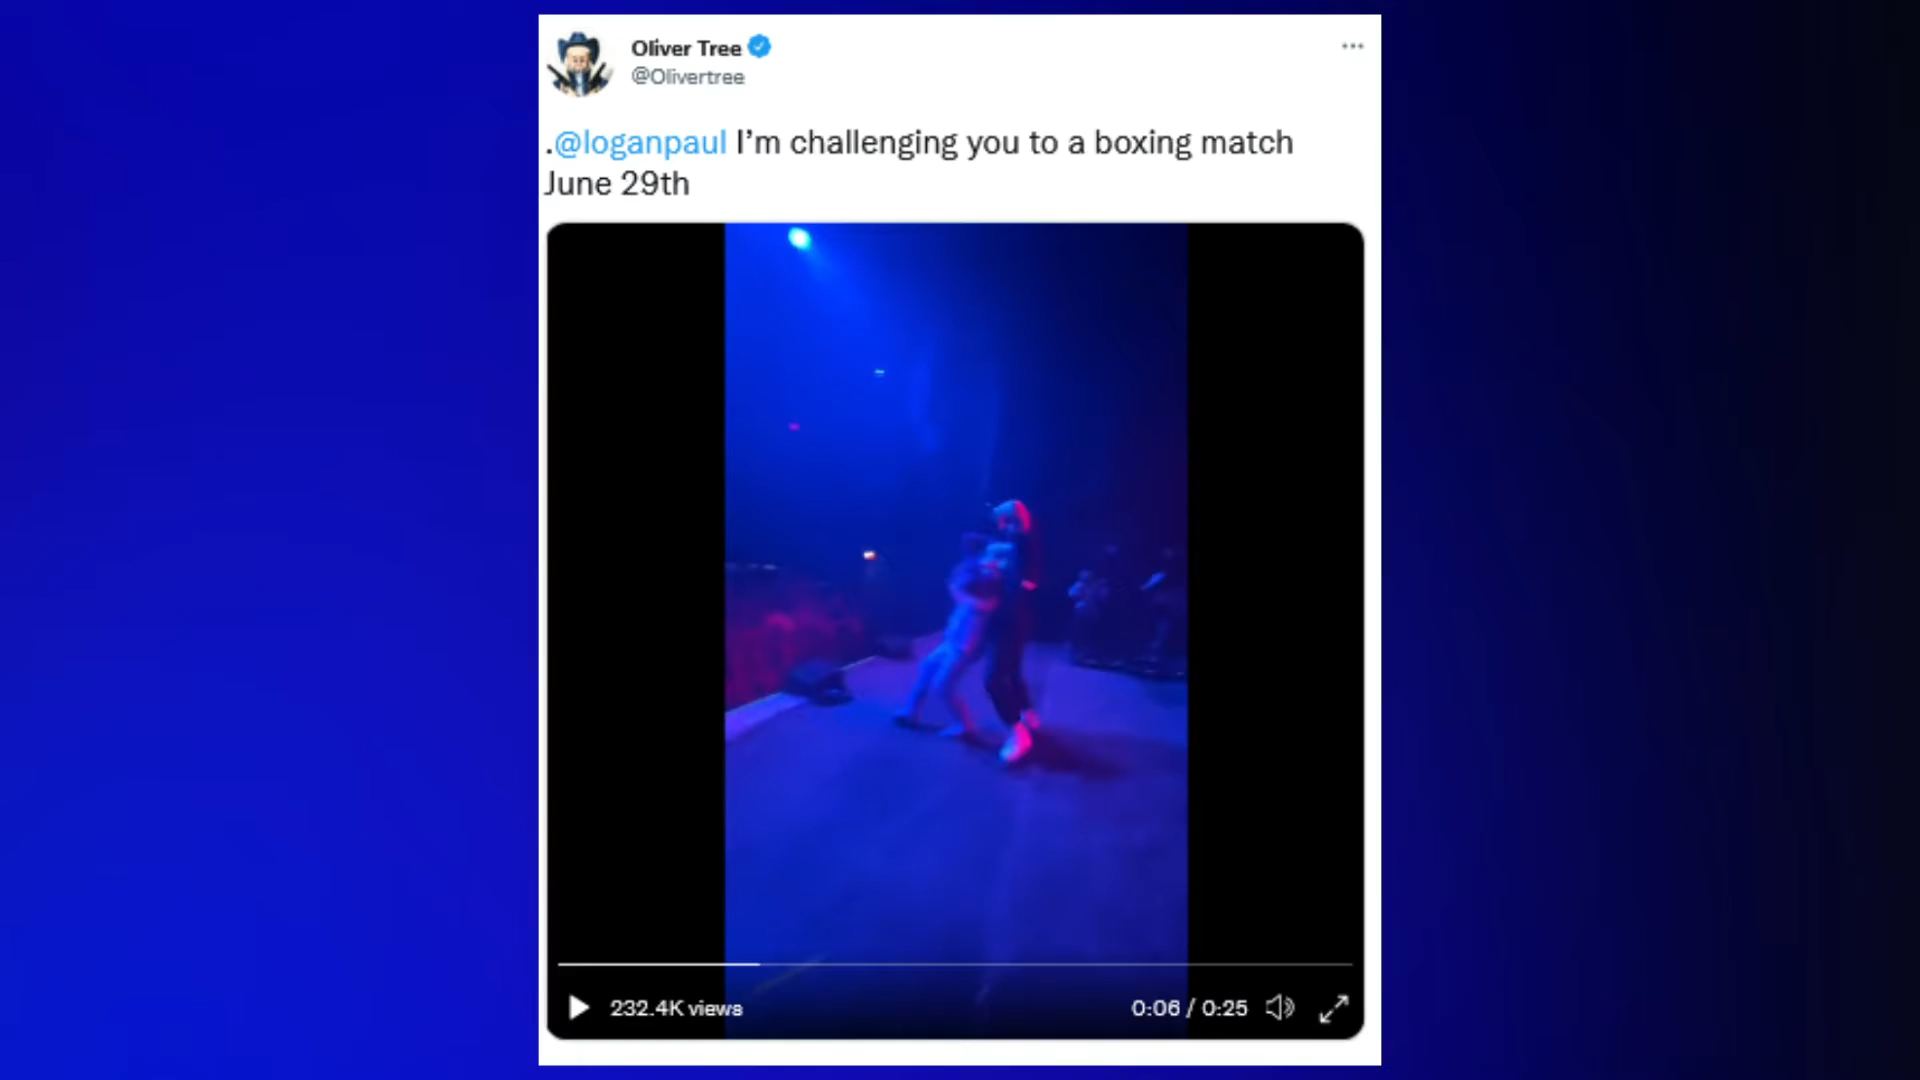 Oliver Tree
@Olivertree
.@loganpaul I’m challenging you to a boxing match
June 29th
232.4K views
0:06 / 0:25